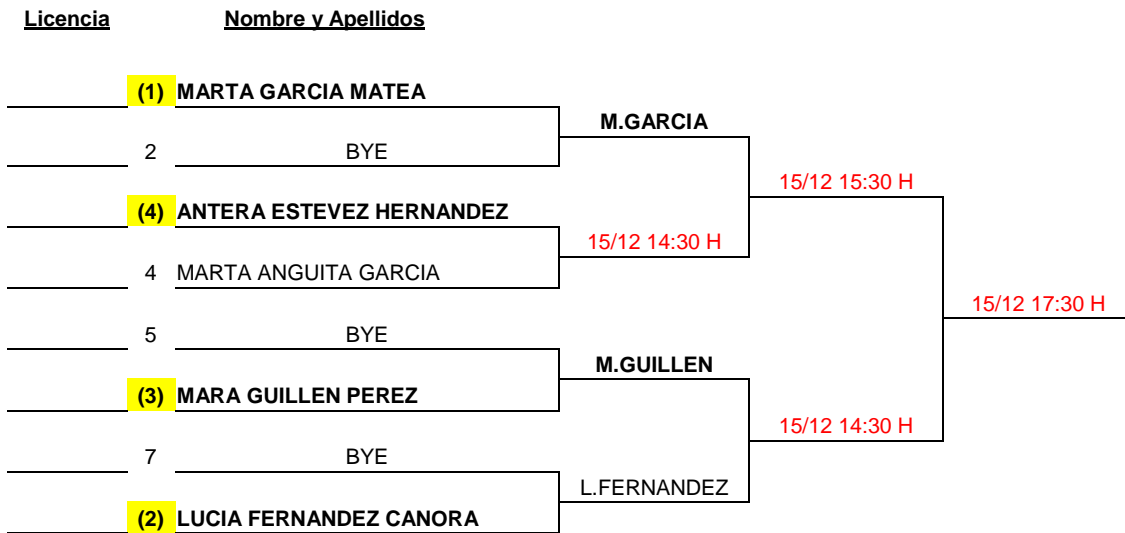 Licencia Nombre y Apellidos
(1) MARTA GARCIA MATEA
M.GARCIA
2 BYE
15/12 15:30 H
(4) ANTERA ESTEVEZ HERNANDEZ
15/12 14:30 H
4 MARTA ANGUITA GARCIA
15/12 17:30 H
5 BYE
M.GUILLEN
(3) MARA GUILLEN PEREZ
15/12 14:30 H
7 BYE
L.FERNANDEZ
(2) LUCIA FERNANDEZ CANORA